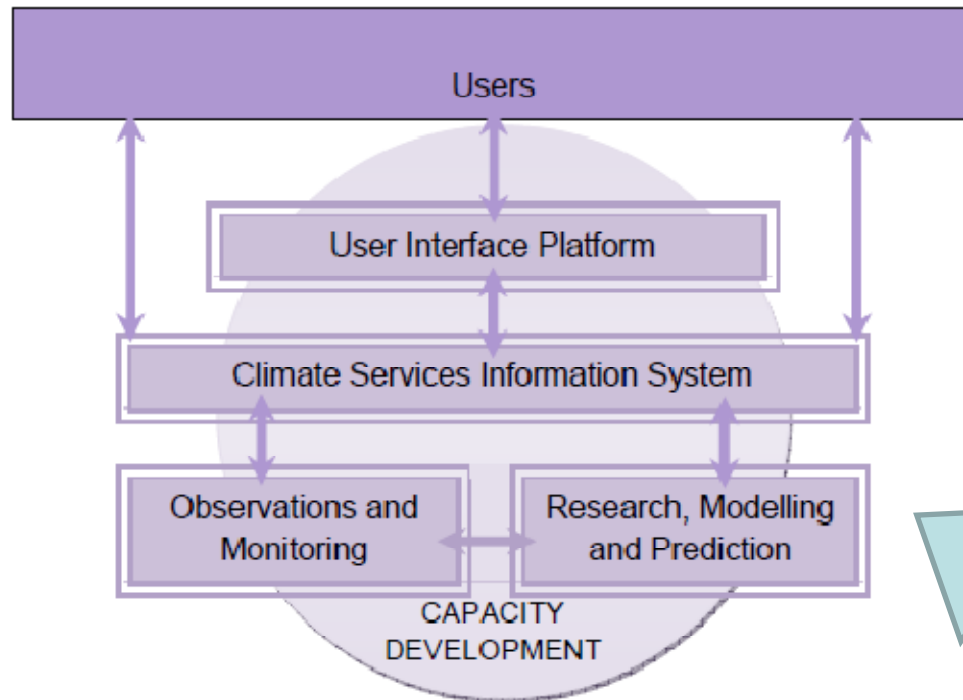 Users
User Interface Platform
Climate Services Information System
Observations and
Monitoring
Research, Modelling
and Prediction
CAPACITY
DEVELOPMENT